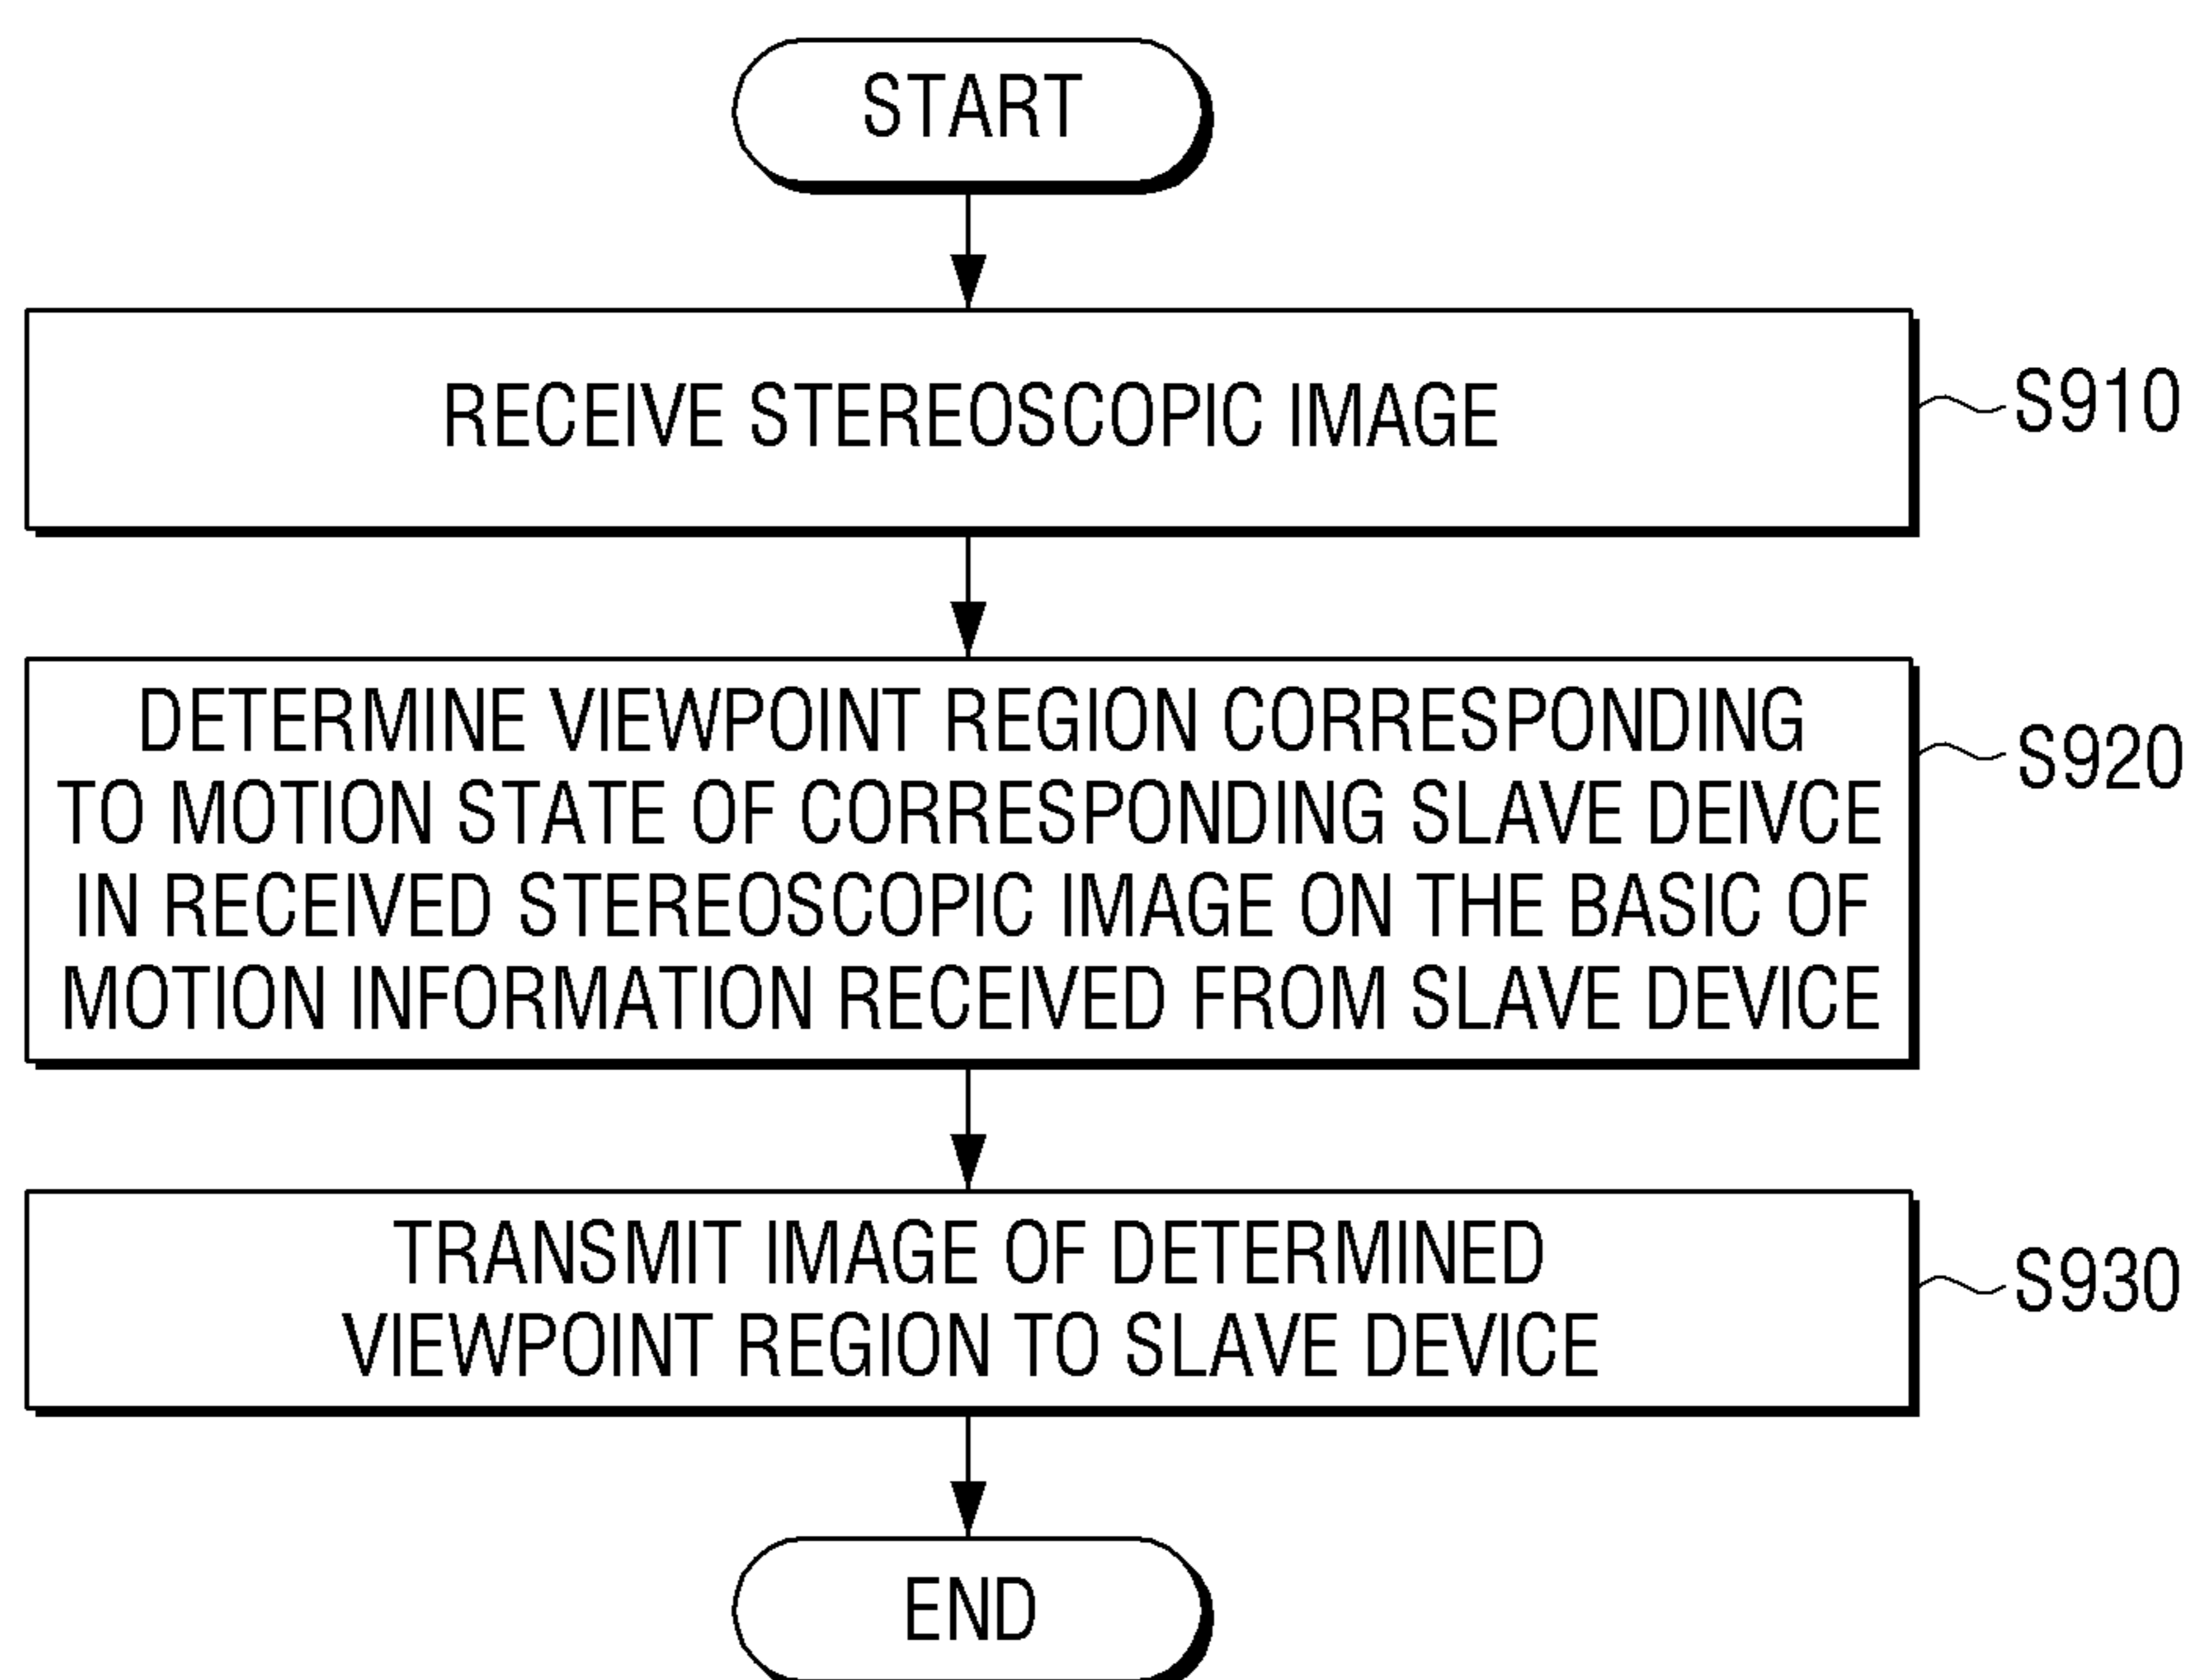 START
RECEIVE STEREOSCOPIC IMAGE
S910
DETERMINE VIEWPOINT REGION CORRESPONDING
TO MOTION STATE OF CORRESPONDING SLAVE DEIVCE
IN RECEIVED STEREOSCOPIC IMAGE ON THE BASIC OF
MOTION INFORMATION RECEIVED FROM SLAVE DEVICE
S920
TRANSMIT IMAGE OF DETERMINED
VIEWPOINT REGION TO SLAVE DEVICE
S930
END